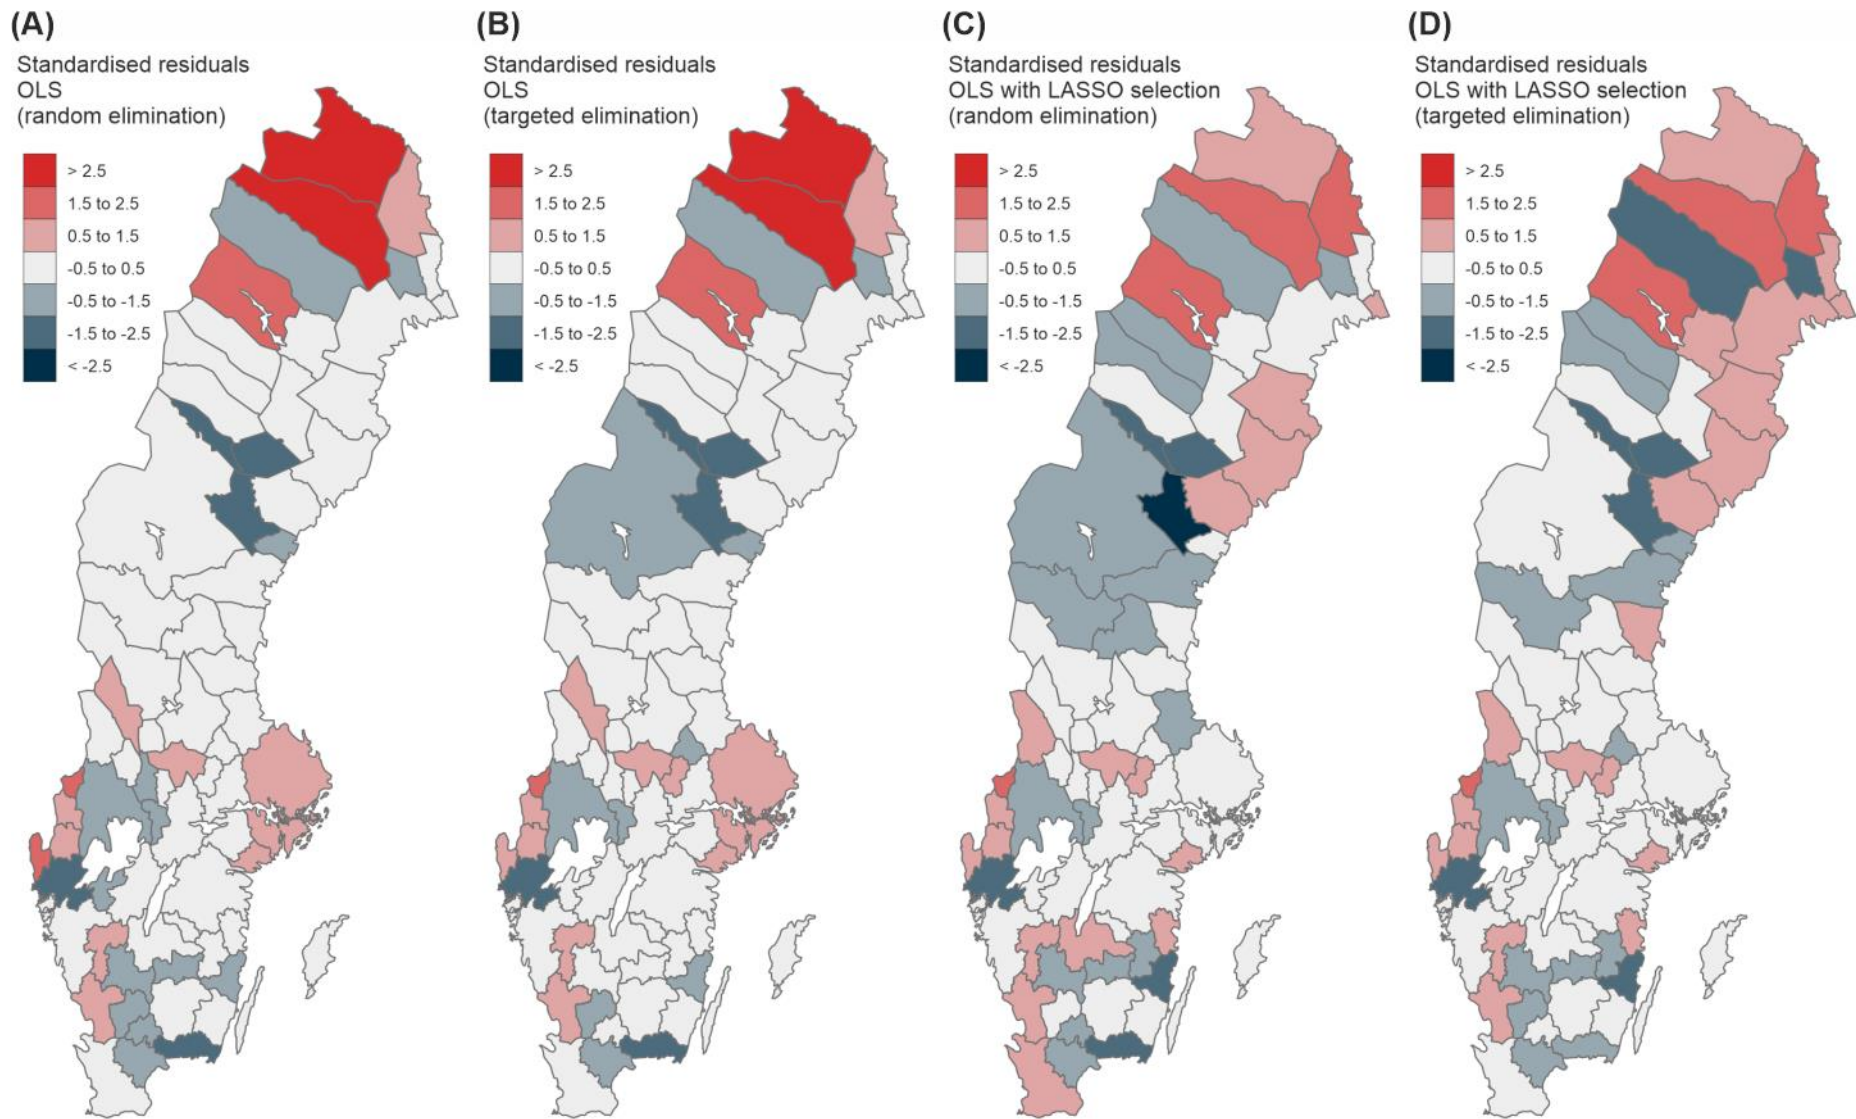 (A)
Standardised residuals
OLS
(random elimination)
> 2.5
1.5 to 2.5
0.5 to 1.5
-0.5 to 0.5
-0.5 to -1.5
-1.5 to -2.5
< -2.5
(B)
Standardised residuals
OLS
(targeted elimination)
> 2.5
1.5 to 2.5
0.5 to 1.5
-0.5 to 0.5
-0.5 to -1.5
-1.5 to -2.5
< -2.5
(C)
Standardised residuals
OLS with LASSO selection
(random elimination)
> 2.5
1.5 to 2.5
0.5 to 1.5
-0.5 to 0.5
-0.5 to -1.5
-1.5 to -2.5
< -2.5
(D)
Standardised residuals
OLS with LASSO selection
(targeted elimination)
> 2.5
1.5 to 2.5
0.5 to 1.5
-0.5 to 0.5
-0.5 to -1.5
-1.5 to -2.5
< -2.5